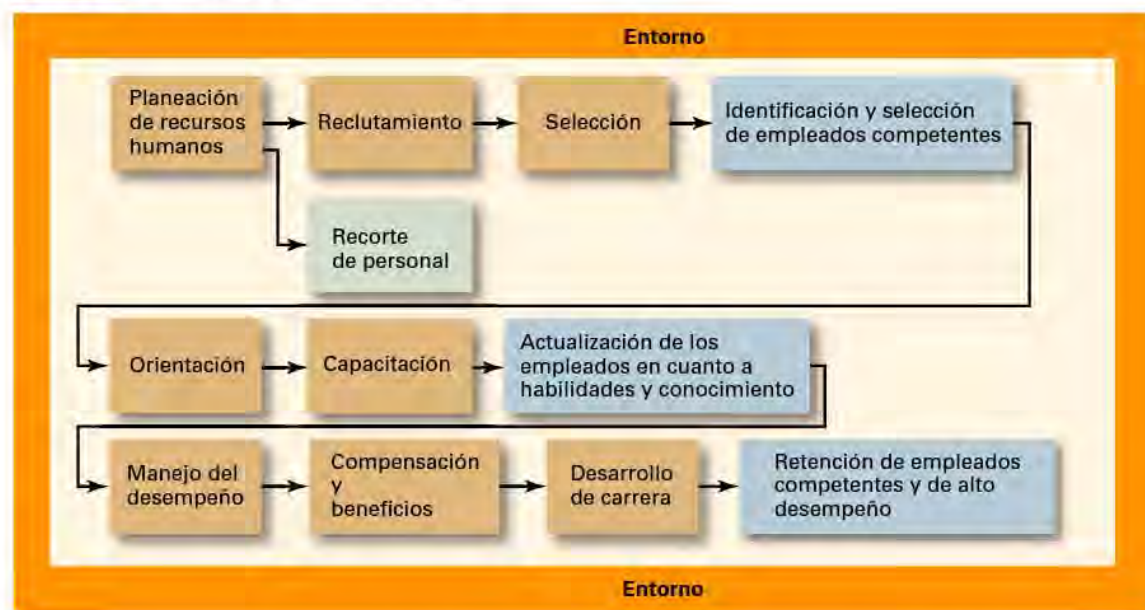 Entorno
Planeación
de recursos
humanos
Reclutamiento
Selección
Identificación y selección
de empleados competentes
Recorte
de personal
Orientación
Capacitación
Actualización de los
empleados en cuanto a
habilidades y conocimiento
Manejo del
desempeño
Compensación
y
beneficios
Desarrollo
de carrera
Retención de empleados
competentes y de alto
desempeño
Entorno